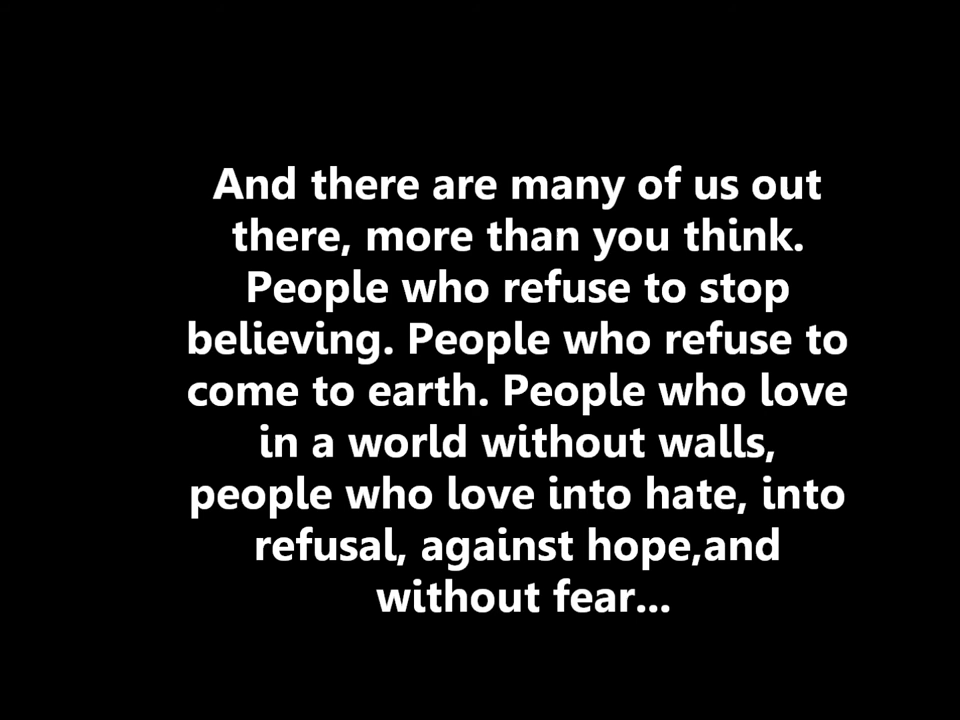 And there are many of us out
there, more than you think.
People who refuse to stop
believing. People who refuse to
come to earth. People who love
in a world without walls,
people who love into hate, into
refusal, against hope,and
without fear...